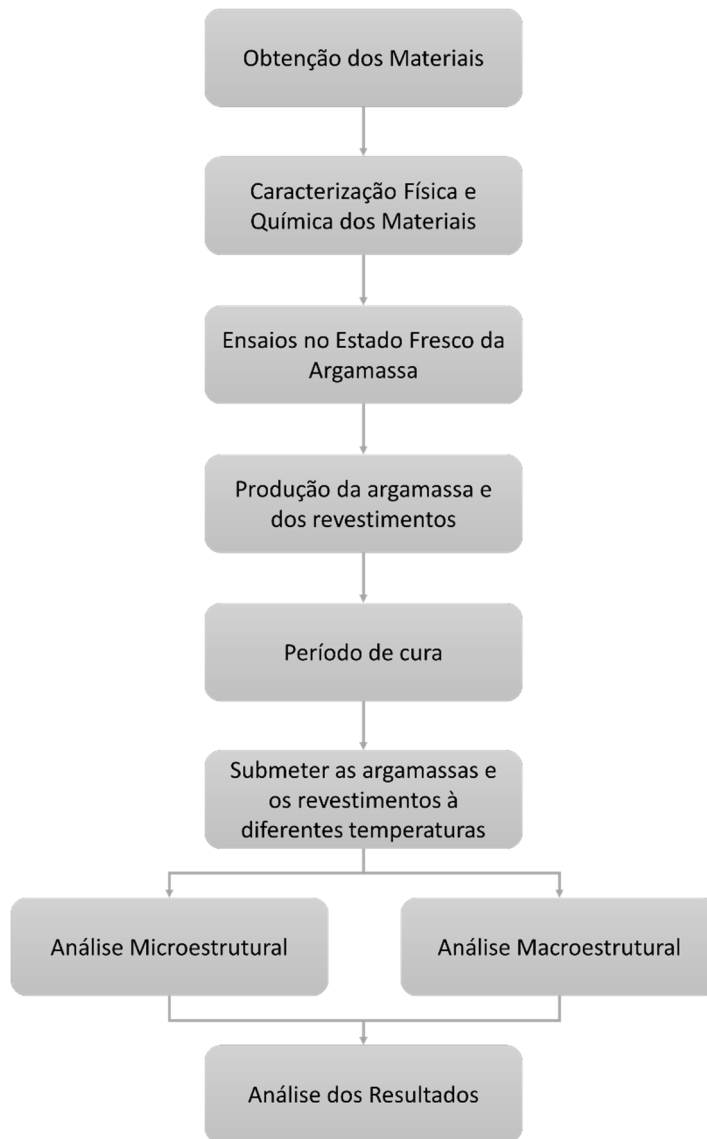 Obtenção dos Materiais
Caracterização Física e
Química dos Materiais
Ensaios no Estado Fresco da
Argamassa
Produção da argamassa e
dos revestimentos
Período de cura
Submeter as argamassas e
os revestimentos à
diferentes temperaturas
Análise Microestrutural
Análise Macroestrutural
Análise dos Resultados